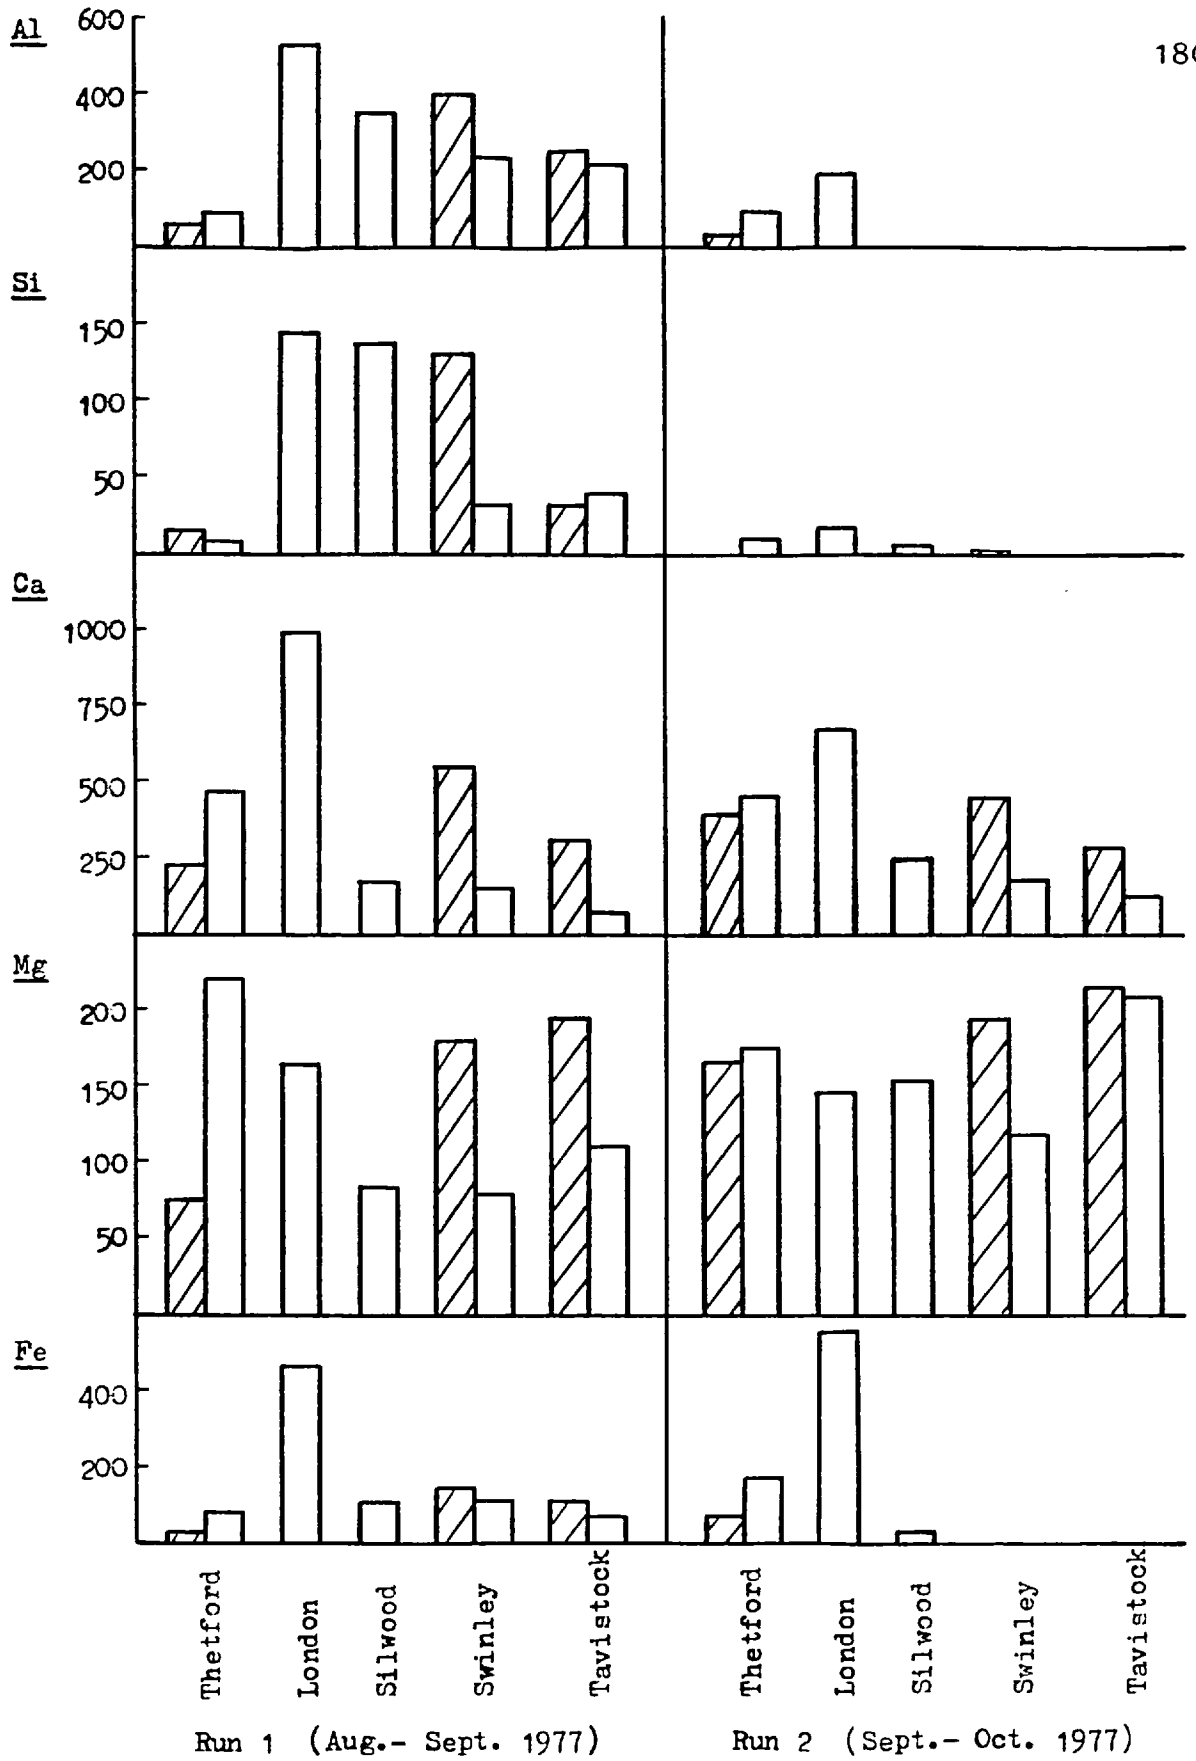 Al
600
186
400
200
Si
150
100
50
Ca
1000
750
500
250
Mg
200
150
100
50
Fe
400
200
Thetford London Silwood Swinley Tavistock Thetford London Silwood Swinley Tavistock
Run 1 (Aug.- Sept. 1977) Run 2 (Sept.- Oct. 1977)